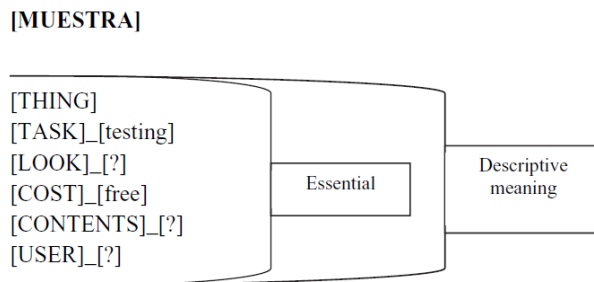 [MUESTRA]
[THING]
[TASK]_[testing]
[LOOK]_[?]
[COST]_[free]
[CONTENTS]_[?]
[USER]_[?]
Essential
Descriptive
meaning